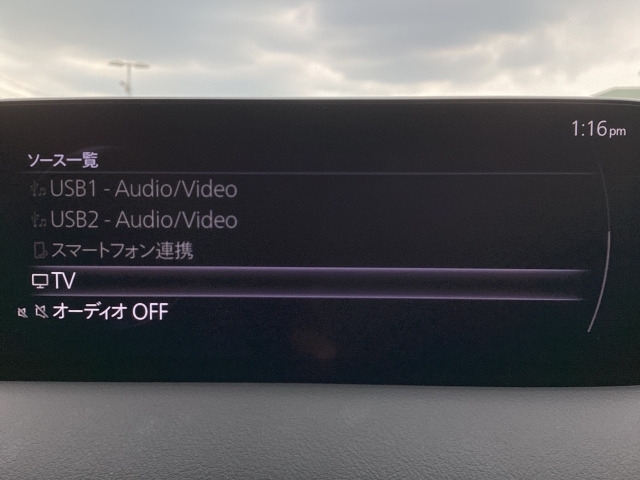 1:16pm
ソース一覧
USB1 - Audio/Video
USB2 - Audio/Video
スマートフォン連携
TV
オーディオ OFF